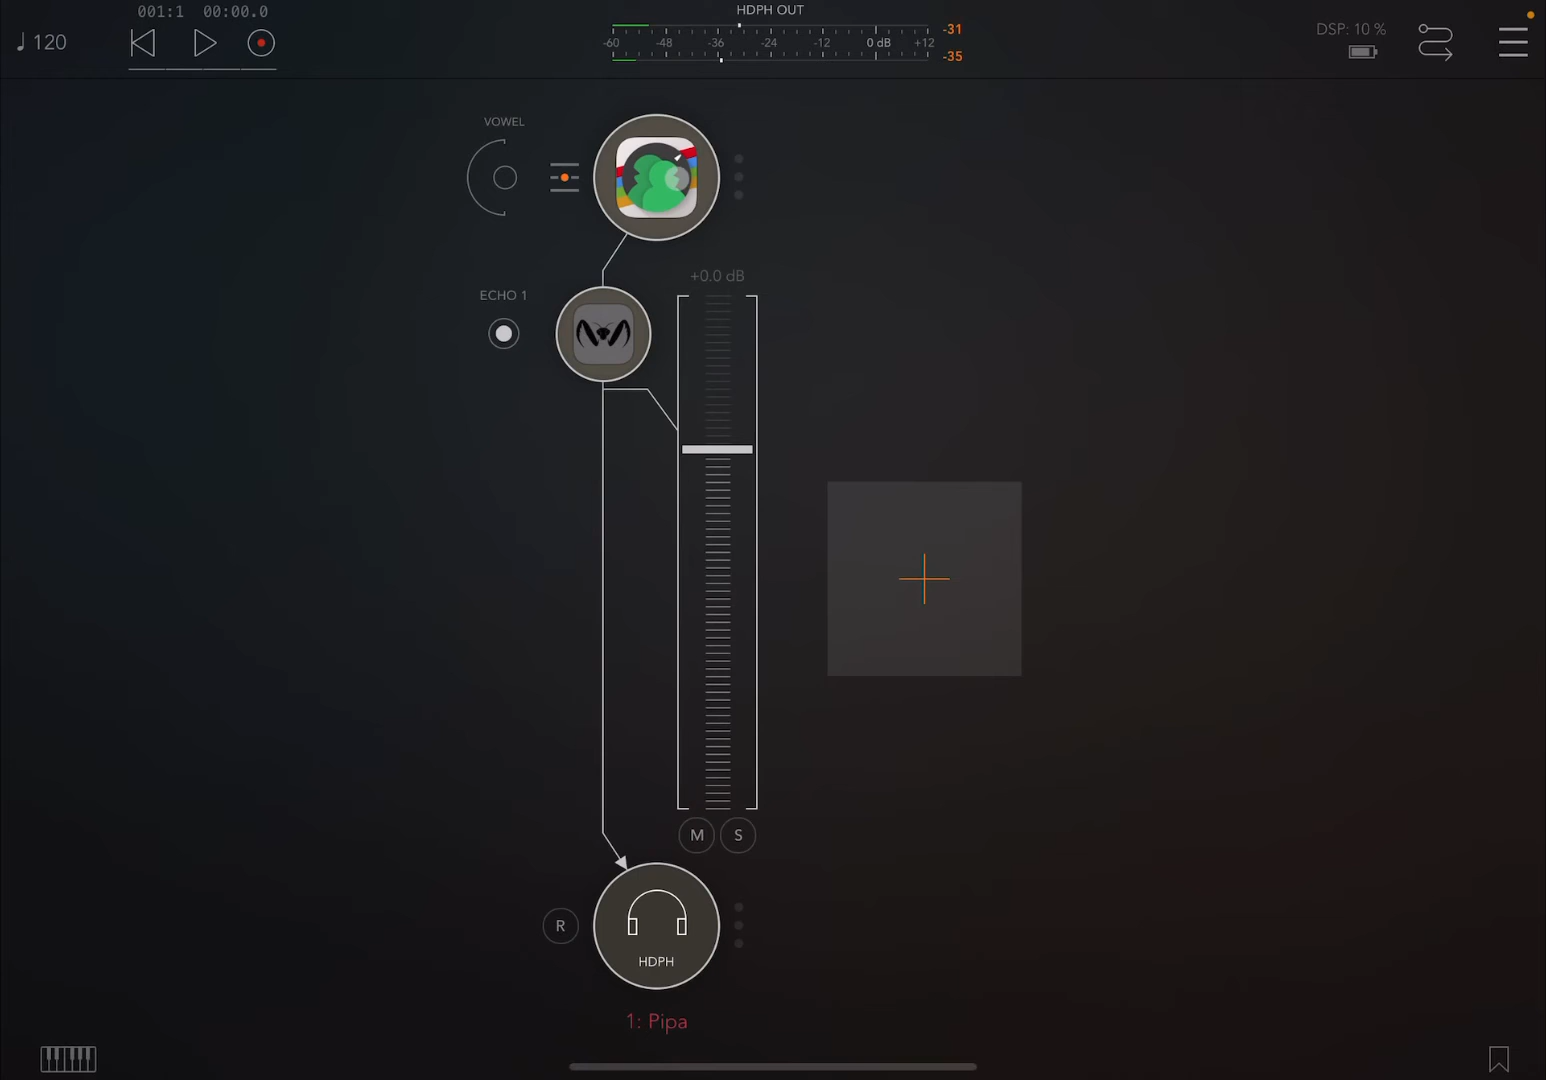 001:1 00:00.0
HDPH OUT
120
-31
-60 -48 -36 -24 -12 0 dB +12
-35
DSP: 10 %
VOWEL
+0.0 dB
ECHO 1
M S
R
HDPH
1: Pipa